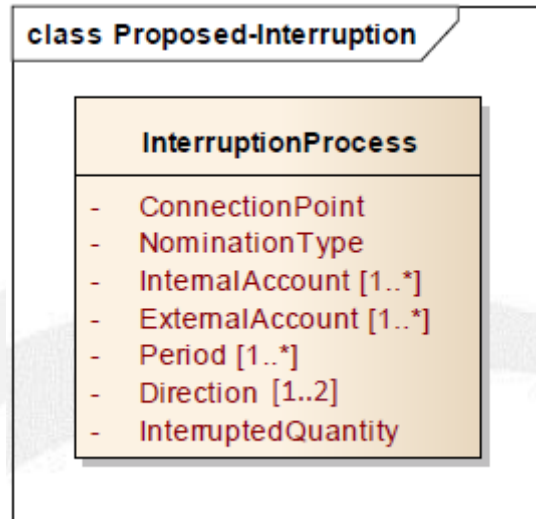 class Proposed-Interruption
InterruptionProcess
- ConnectionPoint
- NominationType
- InternalAccount [1..*]
- ExternalAccount [1..*]
- Period [1..*]
- Direction [1..2]
- InterruptedQuantity